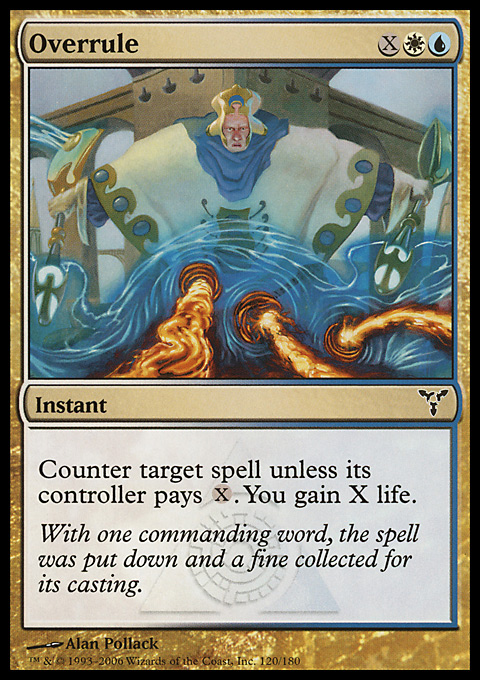 Overrule X
Instant
Counter target spell unless its
controller pays X. You gain X life.
With one commanding word, the spell
was put down and a fine collected for
its casting.
Alan Pollack
™ & © 1993-2006 Wizards of the Coast, Inc. 120/180